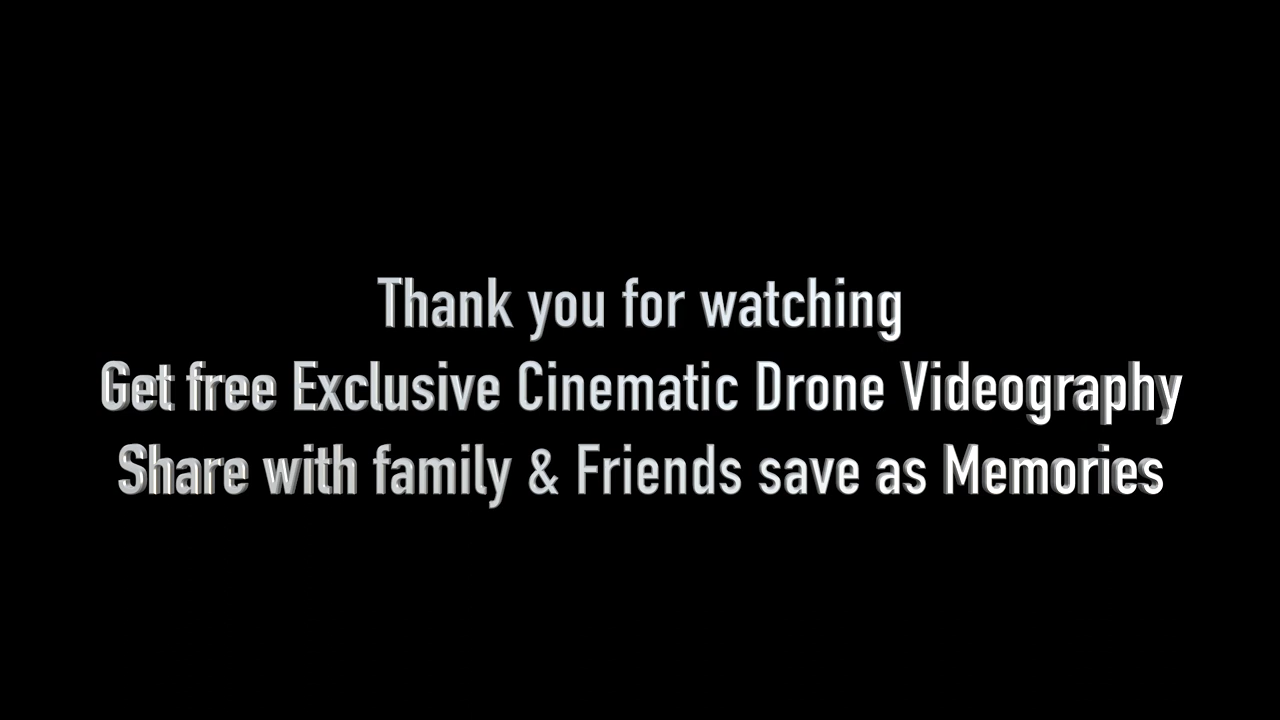 Thank you for watching
Get free Exclusive Cinematic Drone Videography
Share with family & Friends save as Memories